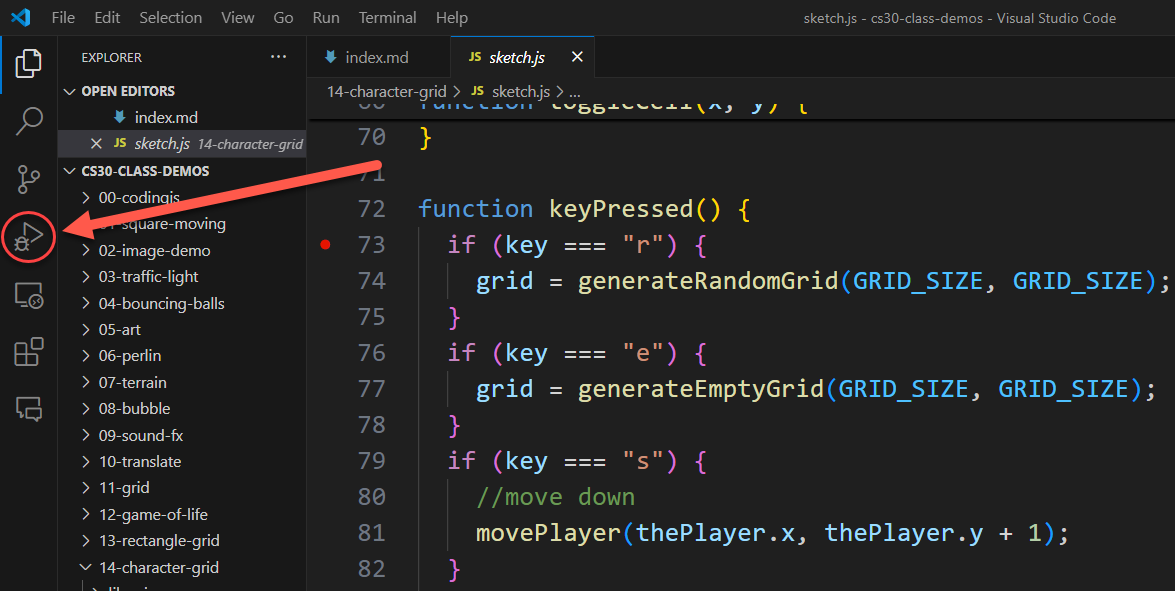 File Edit Selection View Go Run Terminal Help
sketch.js - cs30-class-demos - Visual Studio Code
EXPLORER ...
OPEN EDITORS
index.md
JS sketch.js 14-character-grid
CS30-CLASS-DEMOS
00-codingis
01-square-moving
02-image-demo
03-traffic-light
04-bouncing-balls
05-art
06-perlin
07-terrain
08-bubble
09-sound-fx
10-translate
11-grid
12-game-of-life
13-rectangle-grid
14-character-grid
index.md
JS sketch.js
14-character-grid > JS sketch.js > ...
function toggleCell(x, y) {
70 }
71
72 function keyPressed() {
73 if (key === "r") {
74 grid = generateRandomGrid(GRID_SIZE, GRID_SIZE);
75 }
76 if (key === "e") {
77 grid = generateEmptyGrid(GRID_SIZE, GRID_SIZE);
78 }
79 if (key === "s") {
80 //move down
81 movePlayer(thePlayer.x, thePlayer.y + 1);
82 }